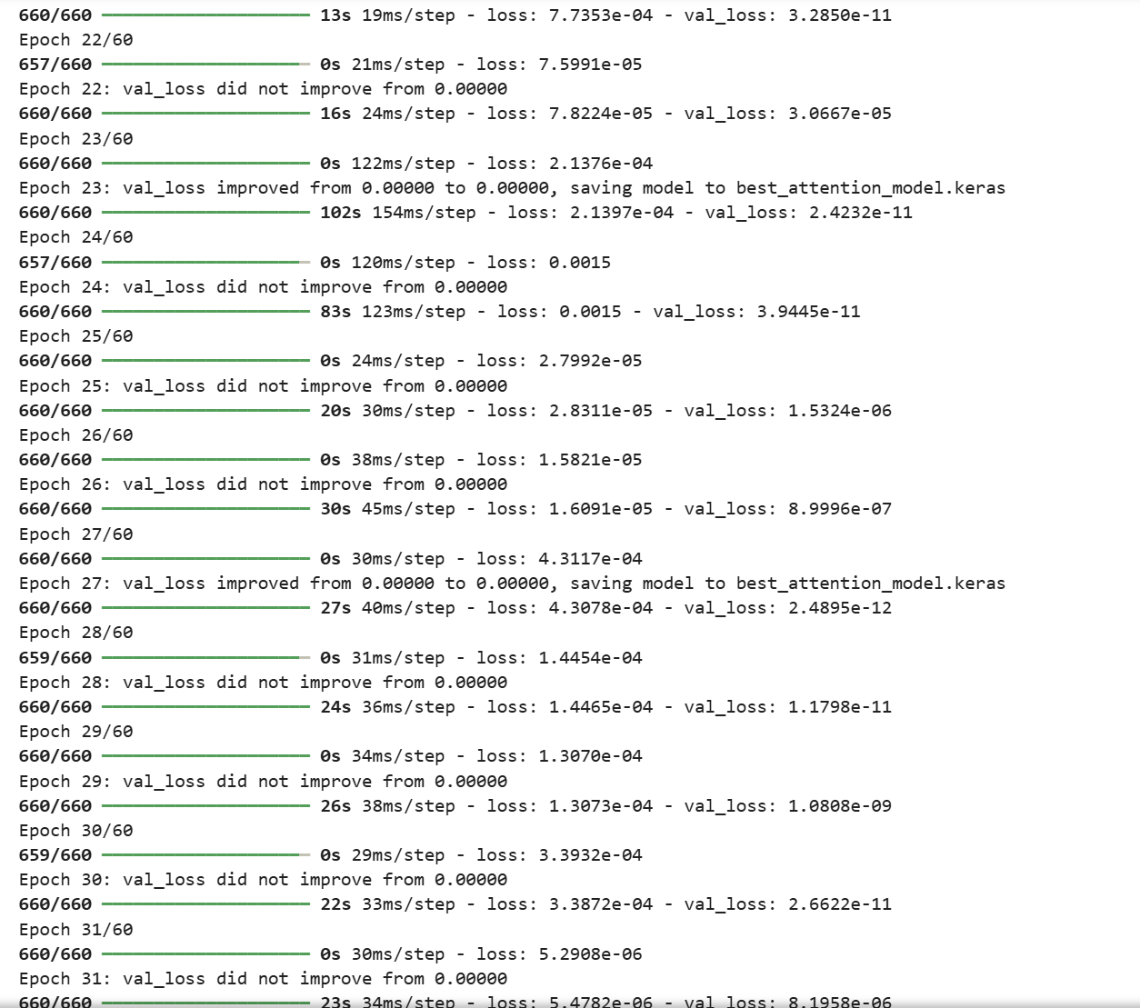 660/660 13s 19ms/step - loss: 7.7353e-04 - val_loss: 3.2850e-11
Epoch 22/60
657/660 0s 21ms/step - loss: 7.5991e-05
Epoch 22: val_loss did not improve from 0.00000
660/660 16s 24ms/step - loss: 7.8224e-05 - val_loss: 3.0667e-05
Epoch 23/60
660/660 0s 122ms/step - loss: 2.1376e-04
Epoch 23: val_loss improved from 0.00000 to 0.00000, saving model to best_attention_model.keras
660/660 102s 154ms/step - loss: 2.1397e-04 - val_loss: 2.4232e-11
Epoch 24/60
657/660 0s 120ms/step - loss: 0.0015
Epoch 24: val_loss did not improve from 0.00000
660/660 83s 123ms/step - loss: 0.0015 - val_loss: 3.9445e-11
Epoch 25/60
660/660 0s 24ms/step - loss: 2.7992e-05
Epoch 25: val_loss did not improve from 0.00000
660/660 20s 30ms/step - loss: 2.8311e-05 - val_loss: 1.5324e-06
Epoch 26/60
660/660 0s 38ms/step - loss: 1.5821e-05
Epoch 26: val_loss did not improve from 0.00000
660/660 30s 45ms/step - loss: 1.6091e-05 - val_loss: 8.9996e-07
Epoch 27/60
660/660 0s 30ms/step - loss: 4.3117e-04
Epoch 27: val_loss improved from 0.00000 to 0.00000, saving model to best_attention_model.keras
660/660 27s 40ms/step - loss: 4.3078e-04 - val_loss: 2.4895e-12
Epoch 28/60
659/660 0s 31ms/step - loss: 1.4454e-04
Epoch 28: val_loss did not improve from 0.00000
660/660 24s 36ms/step - loss: 1.4465e-04 - val_loss: 1.1798e-11
Epoch 29/60
660/660 0s 34ms/step - loss: 1.3070e-04
Epoch 29: val_loss did not improve from 0.00000
660/660 26s 38ms/step - loss: 1.3073e-04 - val_loss: 1.0808e-09
Epoch 30/60
659/660 0s 29ms/step - loss: 3.3932e-04
Epoch 30: val_loss did not improve from 0.00000
660/660 22s 33ms/step - loss: 3.3872e-04 - val_loss: 2.6622e-11
Epoch 31/60
660/660 0s 30ms/step - loss: 5.2908e-06
Epoch 31: val_loss did not improve from 0.00000
660/660 23s 34ms/step - loss: 5.4782e-06 - val_loss: 8.1958e-06